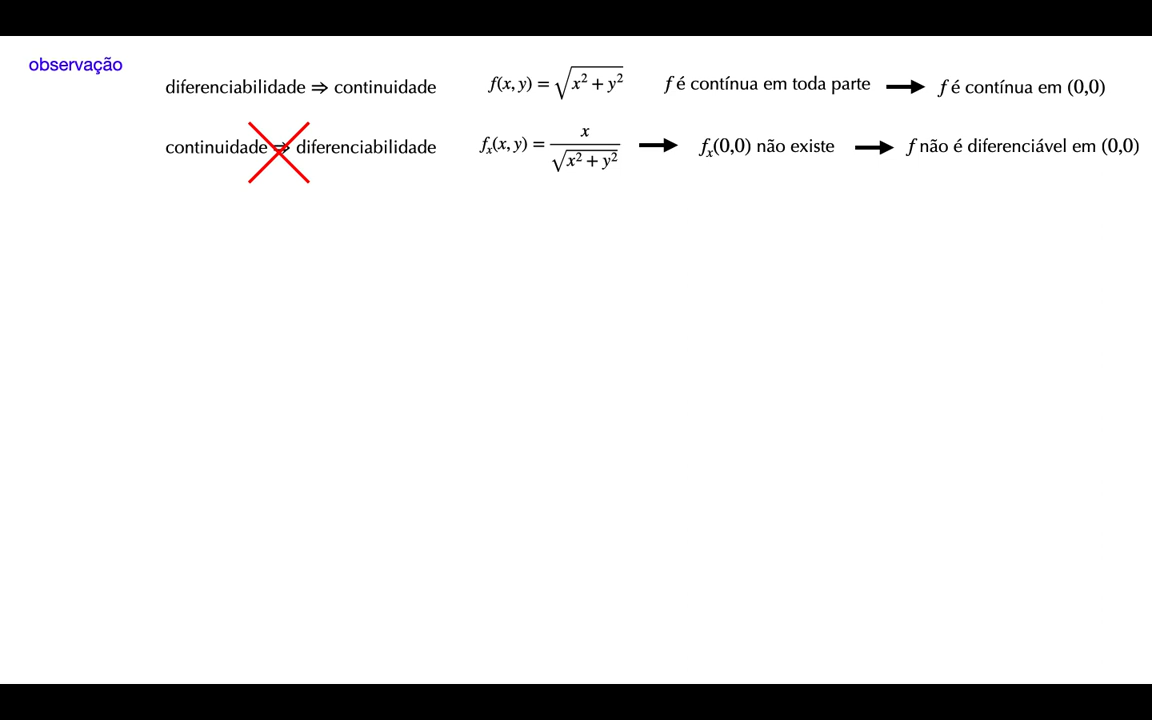 observação
diferenciabilidade ⇒ continuidade f(x, y) = √(x² + y²) f é contínua em toda parte → f é contínua em (0,0)
continuidade ⇒ diferenciabilidade fₓ(x, y) = x / √(x² + y²) → fₓ(0,0) não existe → f não é diferenciável em (0,0)